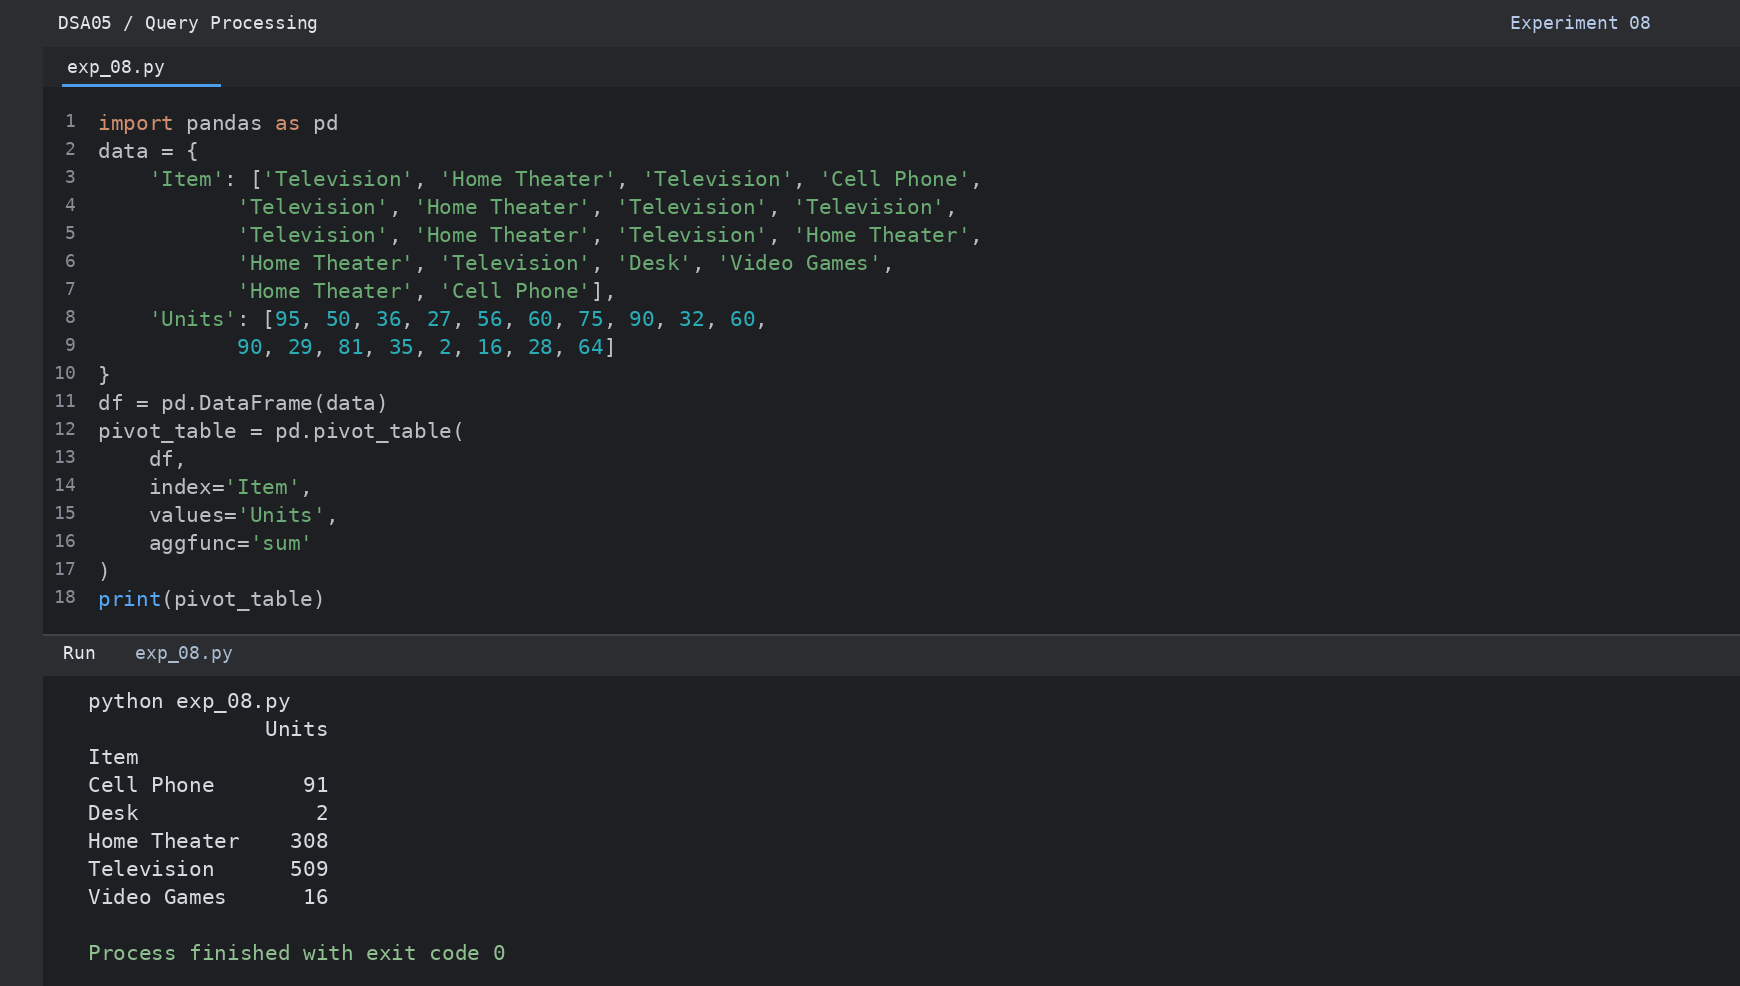 DSA05 / Query Processing
Experiment 08
exp_08.py
1 import pandas as pd
2 data = {
3     'Item': ['Television', 'Home Theater', 'Television', 'Cell Phone',
4            'Television', 'Home Theater', 'Television', 'Television',
5            'Television', 'Home Theater', 'Television', 'Home Theater',
6            'Home Theater', 'Television', 'Desk', 'Video Games',
7            'Home Theater', 'Cell Phone'],
8     'Units': [95, 50, 36, 27, 56, 60, 75, 90, 32, 60,
9            90, 29, 81, 35, 2, 16, 28, 64]
10 }
11 df = pd.DataFrame(data)
12 pivot_table = pd.pivot_table(
13     df,
14     index='Item',
15     values='Units',
16     aggfunc='sum'
17 )
18 print(pivot_table)
Run exp_08.py
python exp_08.py
              Units
Item
Cell Phone       91
Desk              2
Home Theater    308
Television      509
Video Games      16
Process finished with exit code 0